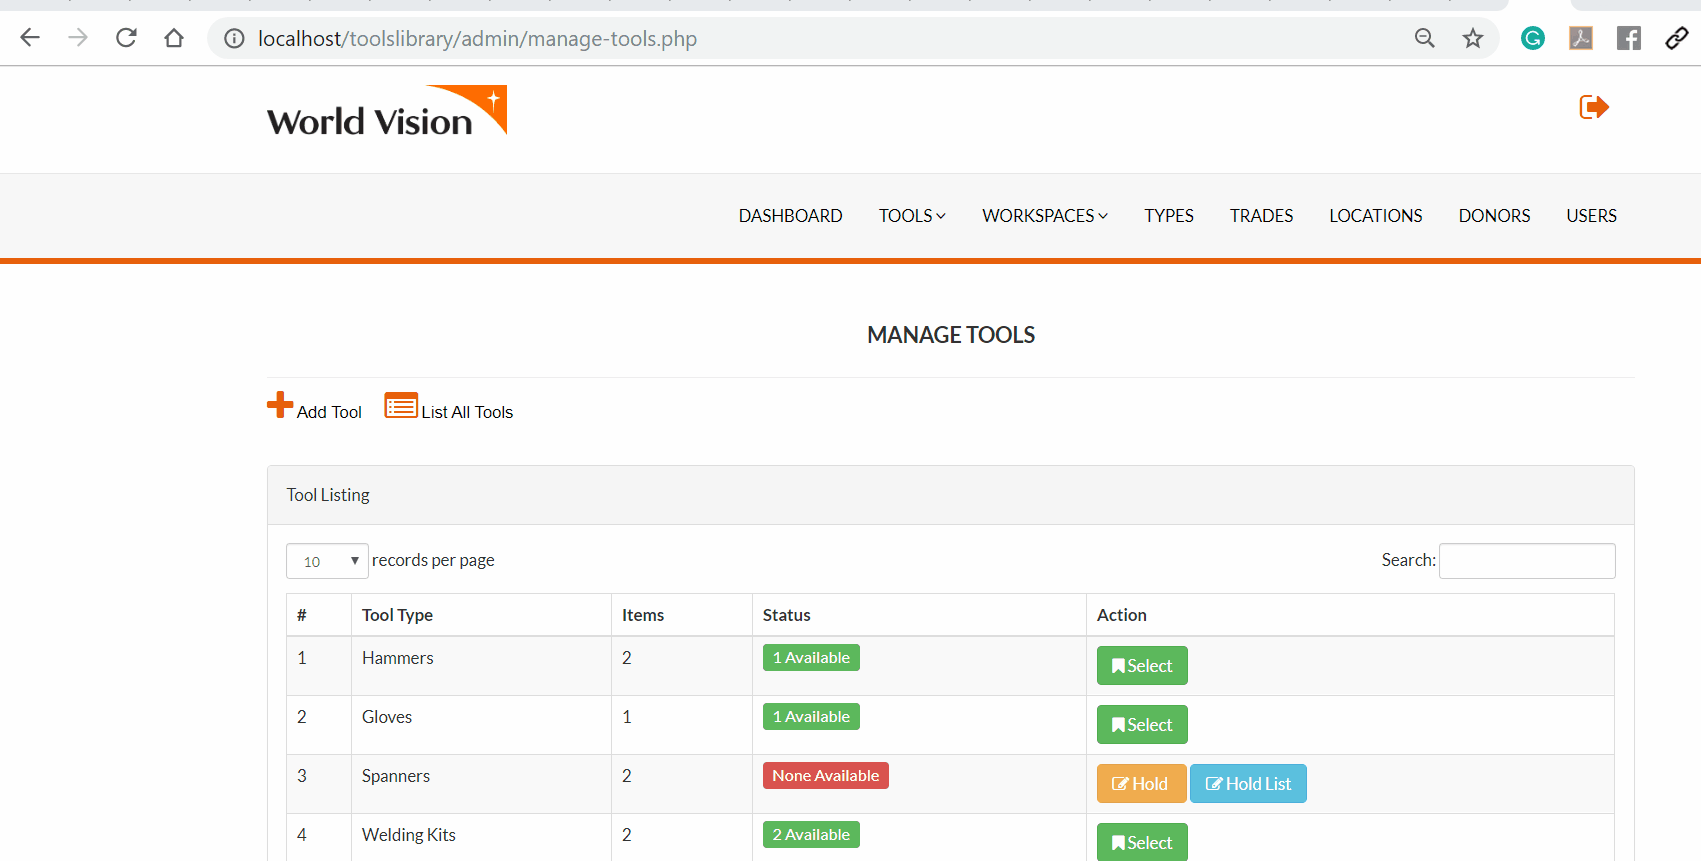 localhost/toolslibrary/admin/manage-tools.php
World Vision
DASHBOARD TOOLS WORKSPACES TYPES TRADES LOCATIONS DONORS USERS
MANAGE TOOLS
Add Tool List All Tools
Tool Listing
10 records per page Search:
# Tool Type Items Status Action
1 Hammers 2 1 Available Select
2 Gloves 1 1 Available Select
3 Spanners 2 None Available Hold Hold List
4 Welding Kits 2 2 Available Select